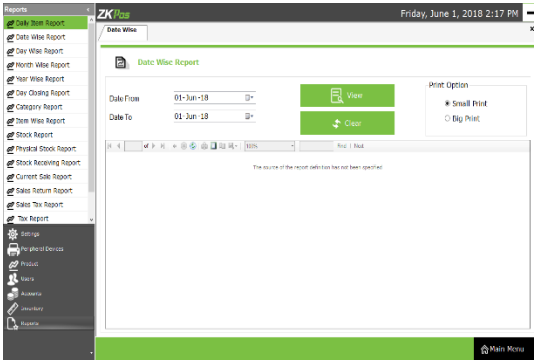 Reports
ZKPos
Friday, June 1, 2018 2:17 PM
Daily Item Report
Date Wise Report
Day Wise Report
Month Wise Report
Year Wise Report
Day Closing Report
Category Report
Item Wise Report
Stock Report
Physical Stock Report
Stock Receiving Report
Current Sale Report
Sales Return Report
Sales Tax Report
Tax Report
Settings
Peripheral Devices
Product
Users
Accounts
Inventory
Reports
Date Wise
x
Date Wise Report
Date From
01-Jun-18
Date To
01-Jun-18
View
Clear
Print Option
Small Print
Big Print
of
100%
Find | Next
The source of the report definition has not been specified
Main Menu